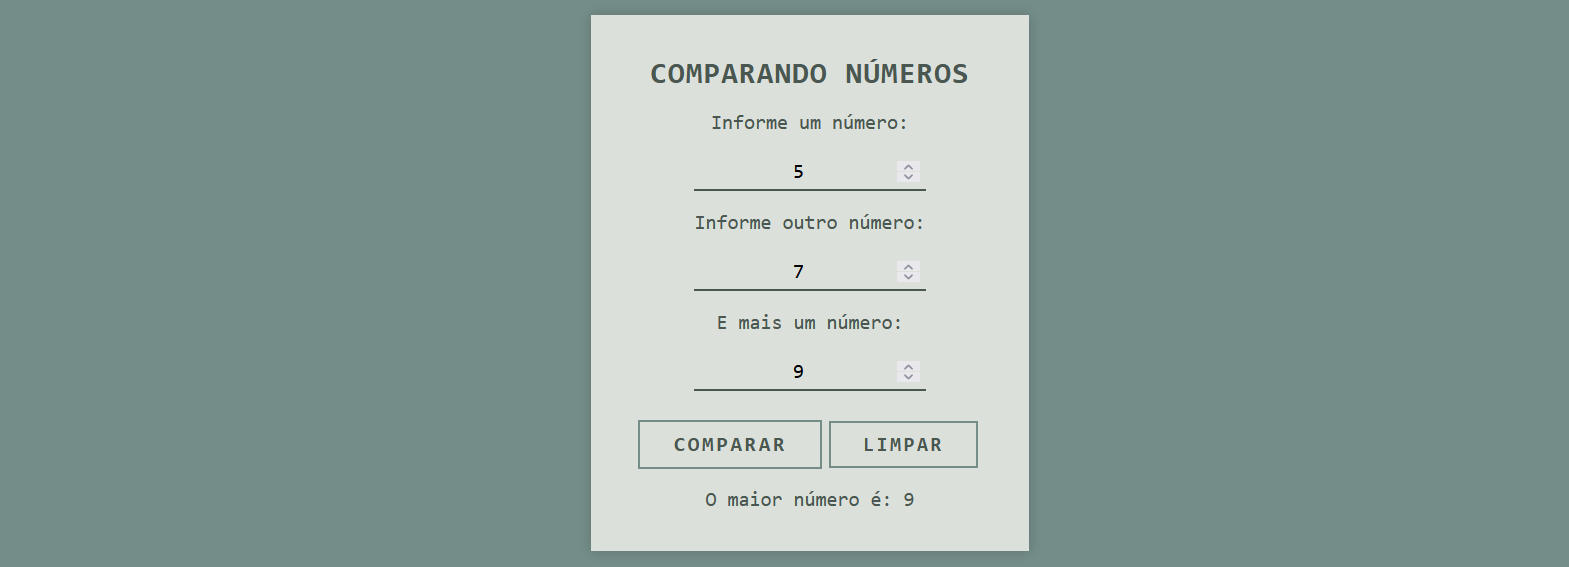 COMPARANDO NÚMEROS
Informe um número:
5
Informe outro número:
7
E mais um número:
9
COMPARAR LIMPAR
O maior número é: 9